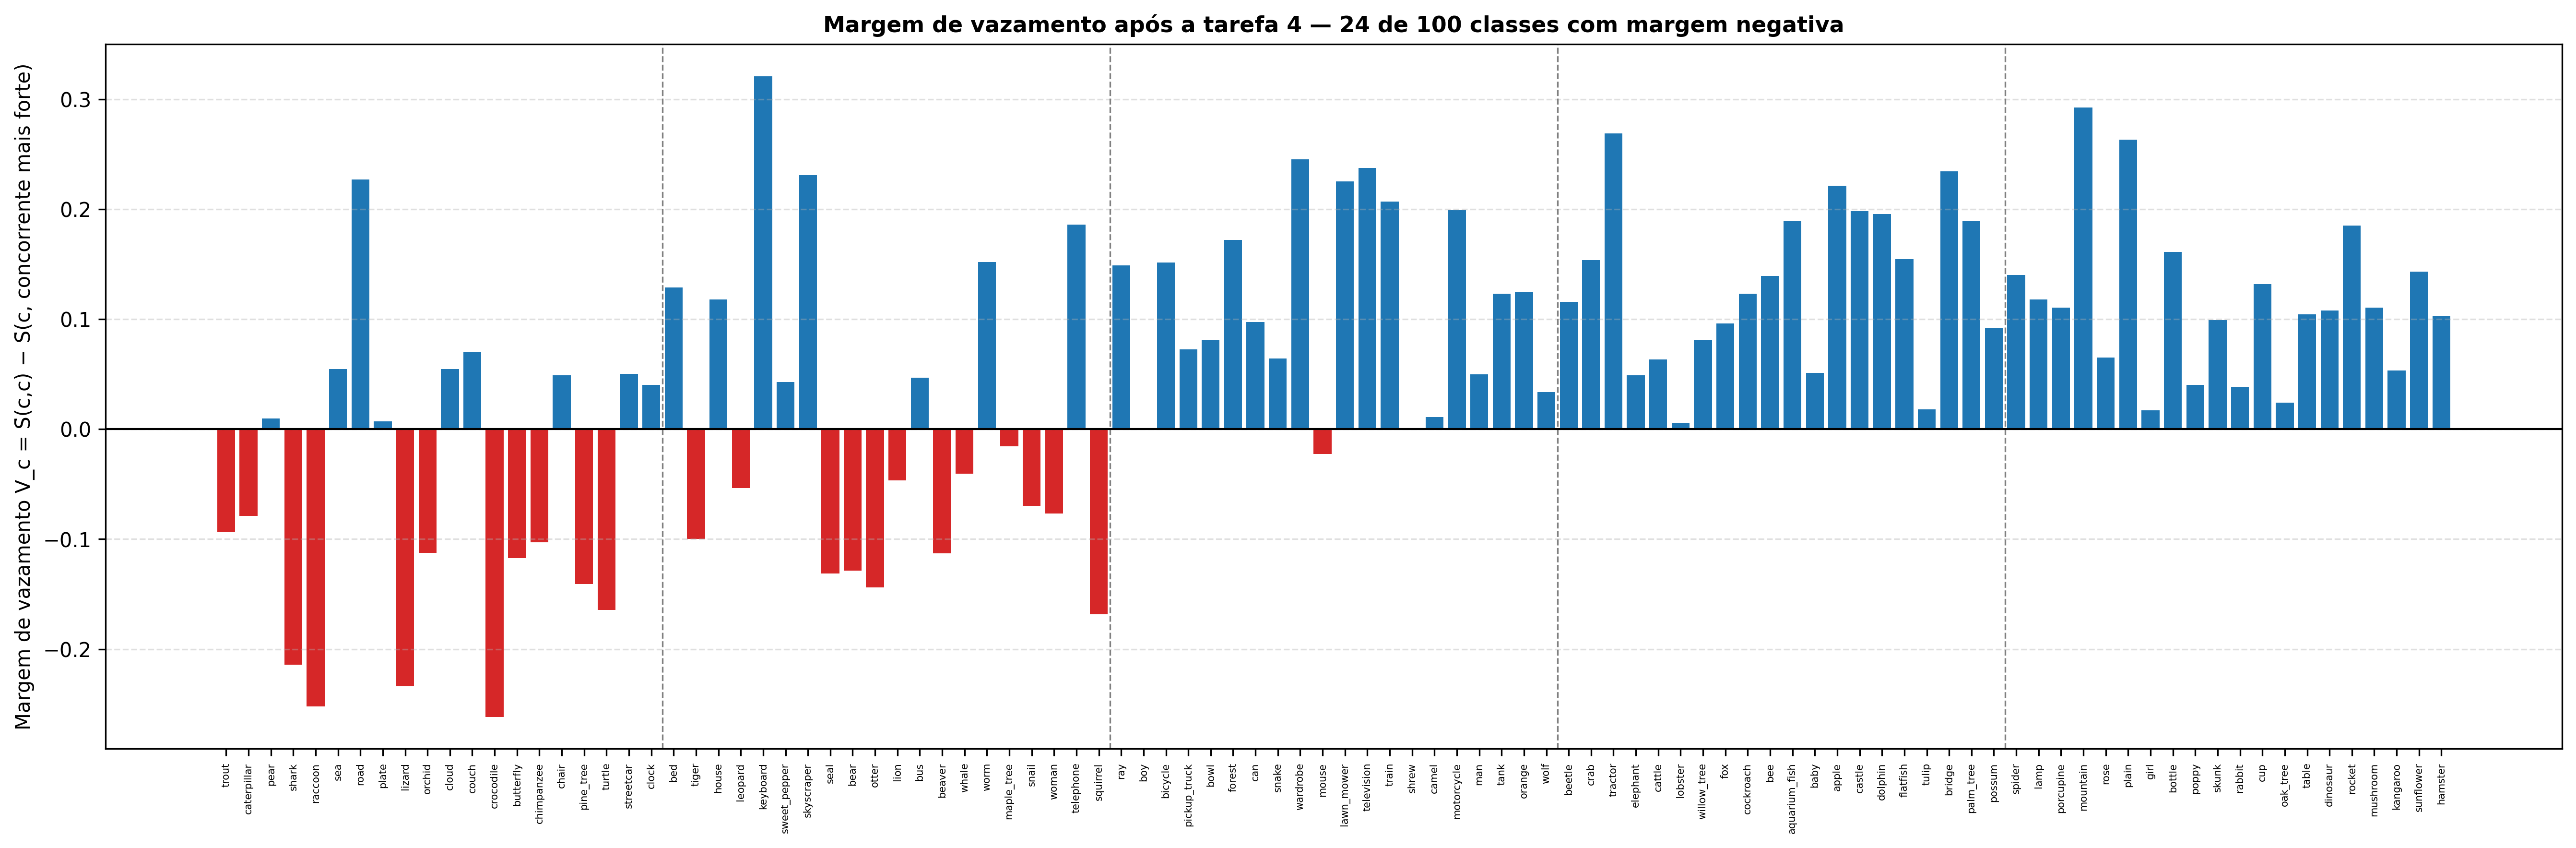 Margem de vazamento após a tarefa 4 — 24 de 100 classes com margem negativa
Margem de vazamento V_c = S(c,c) − S(c, concorrente mais forte)
0.3
0.2
0.1
0.0
−0.1
−0.2
trout
caterpillar
pear
shark
raccoon
sea
road
plate
lizard
orchid
cloud
couch
crocodile
butterfly
chimpanzee
chair
pine_tree
turtle
streetcar
clock
bed
tiger
house
leopard
keyboard
sweet_pepper
skyscraper
seal
bear
otter
lion
bus
beaver
whale
worm
maple_tree
snail
woman
telephone
squirrel
ray
boy
bicycle
pickup_truck
bowl
forest
can
snake
wardrobe
mouse
lawn_mower
television
train
shrew
camel
motorcycle
man
tank
orange
wolf
beetle
crab
tractor
elephant
cattle
lobster
willow_tree
fox
cockroach
bee
aquarium_fish
baby
apple
castle
dolphin
flatfish
tulip
bridge
palm_tree
possum
spider
lamp
porcupine
mountain
rose
plain
girl
bottle
poppy
skunk
rabbit
cup
oak_tree
table
dinosaur
rocket
mushroom
kangaroo
sunflower
hamster